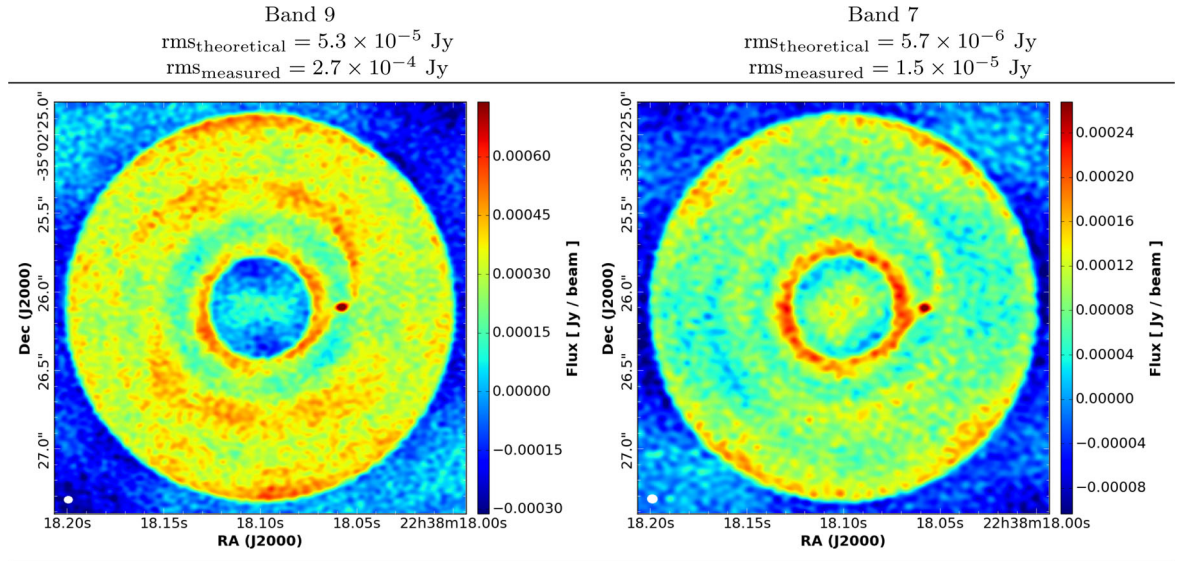 Band 9
rms_theoretical = 5.3 × 10^−5 Jy
rms_measured = 2.7 × 10^−4 Jy
Band 7
rms_theoretical = 5.7 × 10^−6 Jy
rms_measured = 1.5 × 10^−5 Jy
-35°02'25.0"
25.5"
26.0"
26.5"
27.0"
Dec (J2000)
18.20s 18.15s 18.10s 18.05s 22h38m18.00s
RA (J2000)
0.00060
0.00045
0.00030
0.00015
0.00000
−0.00015
−0.00030
Flux [ Jy / beam ]
-35°02'25.0"
25.5"
26.0"
26.5"
27.0"
Dec (J2000)
18.20s 18.15s 18.10s 18.05s 22h38m18.00s
RA (J2000)
0.00024
0.00020
0.00016
0.00012
0.00008
0.00004
0.00000
−0.00004
−0.00008
Flux [ Jy / beam ]